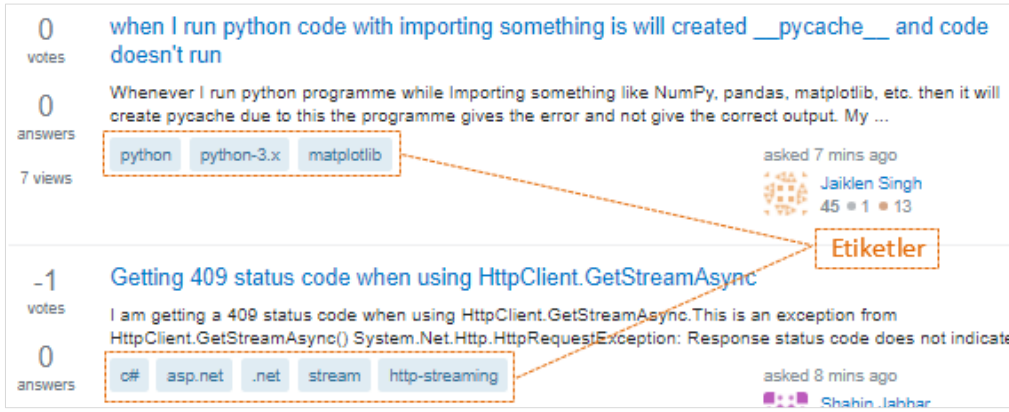 0
votes
when I run python code with importing something is will created __pycache__ and code
doesn't run
0
answers
Whenever I run python programme while Importing something like NumPy, pandas, matplotlib, etc. then it will
create pycache due to this the programme gives the error and not give the correct output. My ...
python python-3.x matplotlib
7 views
asked 7 mins ago
Jaiklen Singh
45 1 13
Etiketler
-1
votes
Getting 409 status code when using HttpClient.GetStreamAsync
0
answers
I am getting a 409 status code when using HttpClient.GetStreamAsync.This is an exception from
HttpClient.GetStreamAsync() System.Net.Http.HttpRequestException: Response status code does not indicate
c# asp.net .net stream http-streaming
asked 8 mins ago
Shahin Jabbar